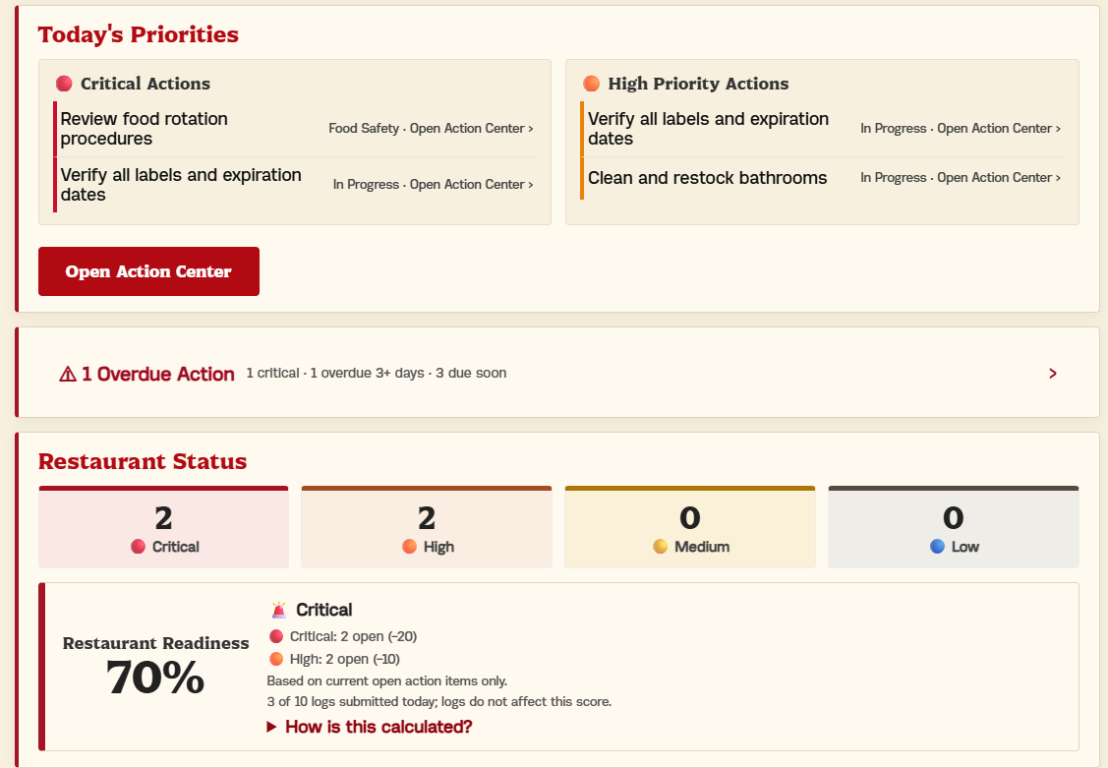 Today's Priorities
Critical Actions
Review food rotation
procedures
Food Safety · Open Action Center ›
Verify all labels and expiration
dates
In Progress · Open Action Center ›
High Priority Actions
Verify all labels and expiration
dates
In Progress · Open Action Center ›
Clean and restock bathrooms
In Progress · Open Action Center ›
Open Action Center
⚠ 1 Overdue Action 1 critical · 1 overdue 3+ days · 3 due soon ›
Restaurant Status
2
Critical
2
High
0
Medium
0
Low
Restaurant Readiness
70%
Critical
Critical: 2 open (-20)
High: 2 open (-10)
Based on current open action items only.
3 of 10 logs submitted today; logs do not affect this score.
▶ How is this calculated?